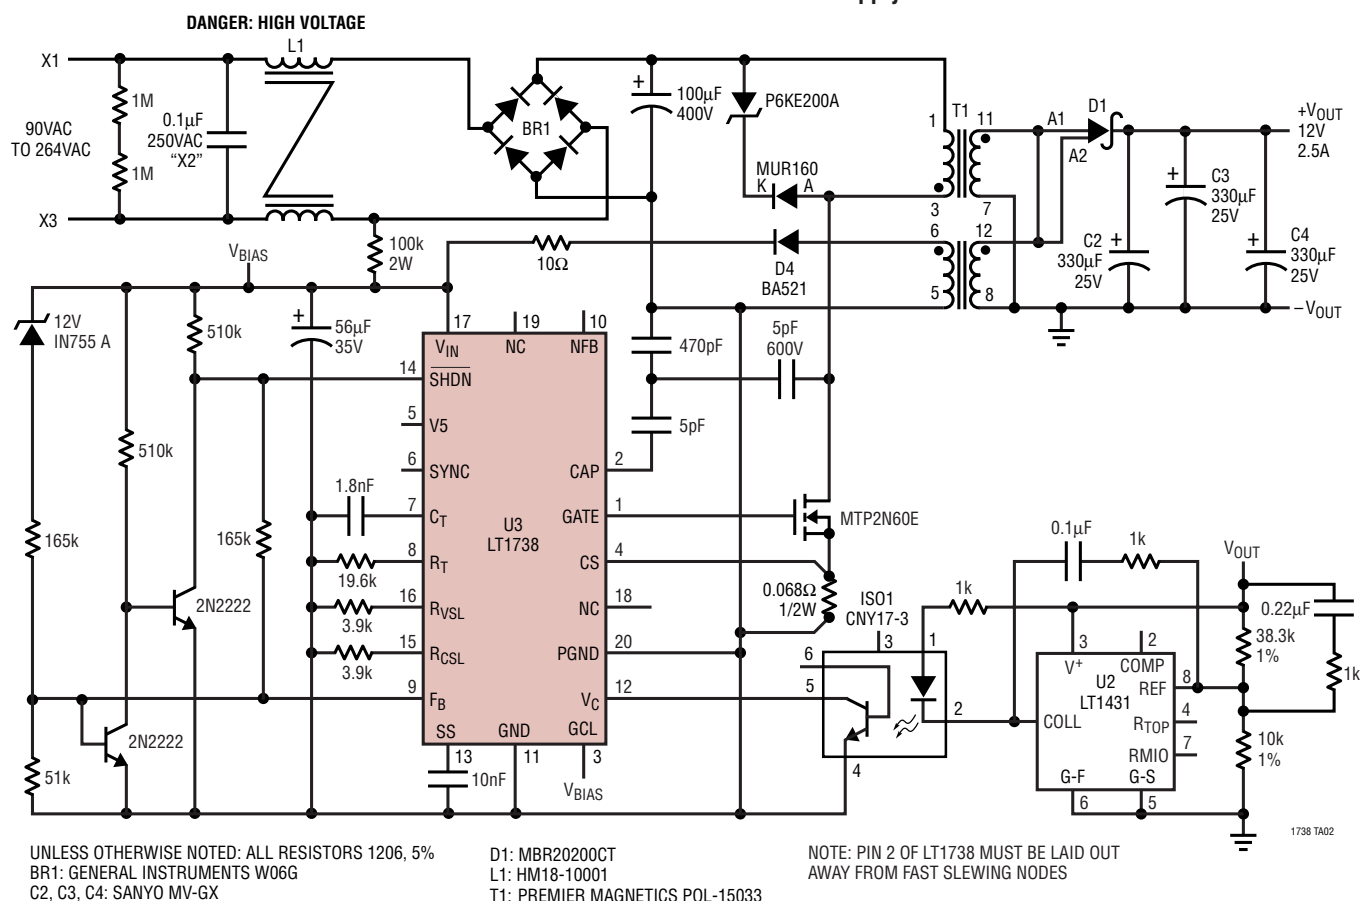 DANGER: HIGH VOLTAGE
L1
X1
1M
0.1µF
250VAC
"X2"
90VAC
TO 264VAC
1M
X3
BR1
+
100µF
400V
P6KE200A
MUR160
K
A
1
T1
11
A1
D1
A2
+VOUT
12V
2.5A
3
7
6
12
5
8
+
C3
330µF
25V
C2
+
330µF
25V
+
C4
330µF
25V
–VOUT
100k
2W
10Ω
D4
BA521
VBIAS
12V
IN755 A
510k
+
56µF
35V
510k
165k
165k
2N2222
2N2222
51k
1.8nF
19.6k
3.9k
3.9k
10nF
470pF
5pF
600V
5pF
17
19
10
VIN
NC
NFB
14
SHDN
5
V5
6
SYNC
CAP
2
7
CT
GATE
1
U3
LT1738
8
RT
CS
4
16
RVSL
NC
18
15
RCSL
PGND
20
9
FB
VC
12
SS
GND
GCL
13
11
3
VBIAS
MTP2N60E
0.068Ω
1/2W
ISO1
CNY17-3
3
1
6
5
2
4
1k
0.1µF
1k
VOUT
0.22µF
38.3k
1%
1k
3
2
V+
COMP
U2
LT1431
REF
8
COLL
RTOP
4
RMIO
7
G-F
G-S
6
5
10k
1%
1738 TA02
UNLESS OTHERWISE NOTED: ALL RESISTORS 1206, 5%
BR1: GENERAL INSTRUMENTS W06G
C2, C3, C4: SANYO MV-GX
D1: MBR20200CT
L1: HM18-10001
T1: PREMIER MAGNETICS POL-15033
NOTE: PIN 2 OF LT1738 MUST BE LAID OUT
AWAY FROM FAST SLEWING NODES